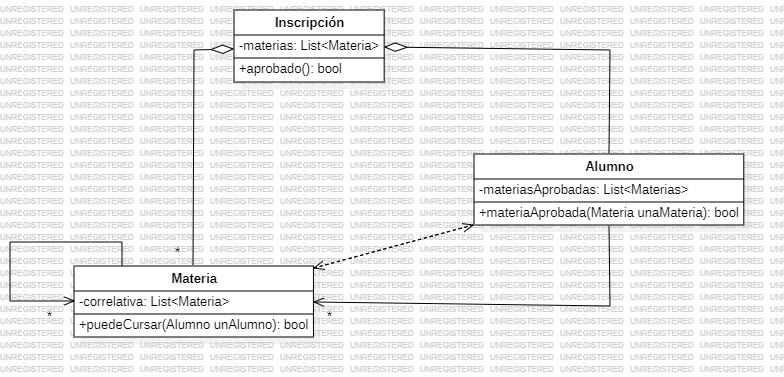 Inscripción
-materias: List<Materia>
+aprobado(): bool
Alumno
-materiasAprobadas: List<Materias>
+materiaAprobada(Materia unaMateria): bool
*
Materia
-correlativa: List<Materia>
+puedeCursar(Alumno unAlumno): bool
*
*
UNREGISTERED